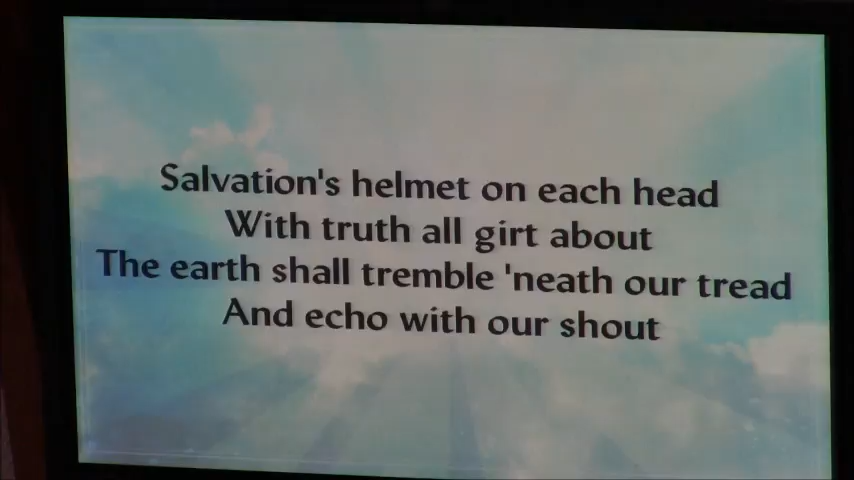 Salvation's helmet on each head
With truth all girt about
The earth shall tremble 'neath our tread
And echo with our shout